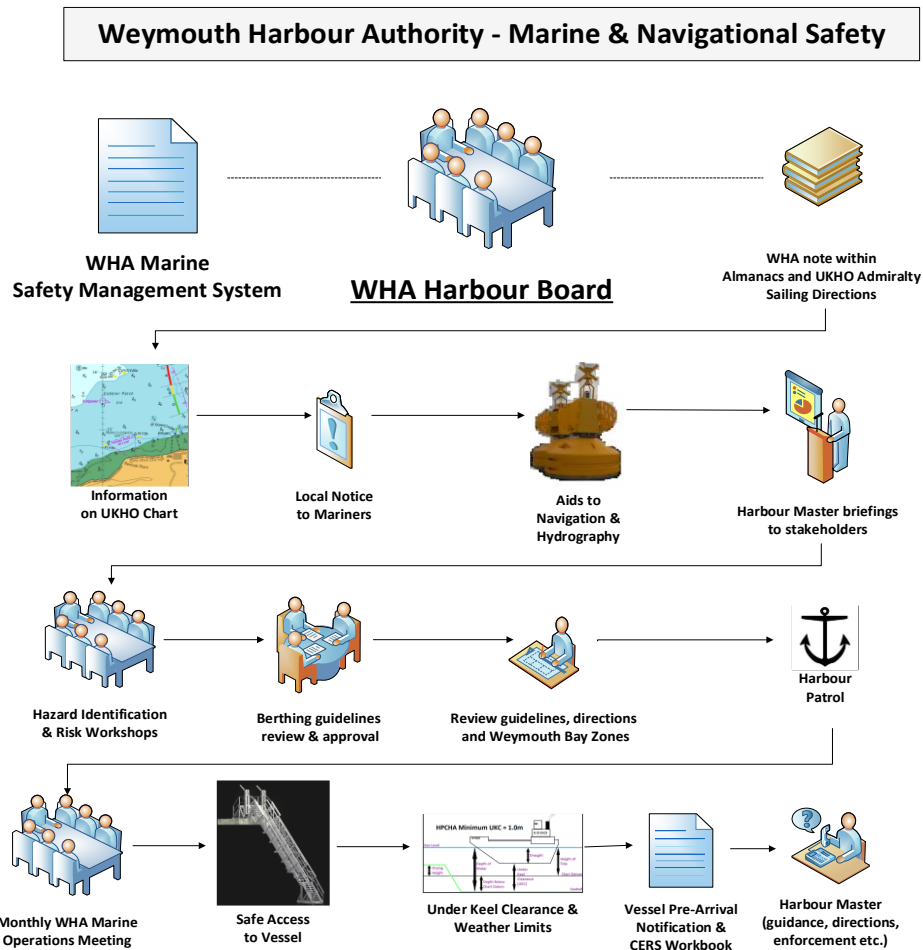 Weymouth Harbour Authority - Marine & Navigational Safety
WHA Marine
Safety Management System
WHA Harbour Board
WHA note within
Almanacs and UKHO Admiralty
Sailing Directions
Information
on UKHO Chart
Local Notice
to Mariners
Aids to
Navigation &
Hydrography
Harbour Master briefings
to stakeholders
Hazard Identification
& Risk Workshops
Berthing guidelines
review & approval
Review guidelines, directions
and Weymouth Bay Zones
Harbour
Patrol
Monthly WHA Marine
Operations Meeting
Safe Access
to Vessel
HPCHA Minimum UKC = 1.0m
Draught
Under Keel Clearance &
Weather Limits
Vessel Pre-Arrival
Notification &
CERS Workbook
Harbour Master
(guidance, directions,
enforcement etc.)